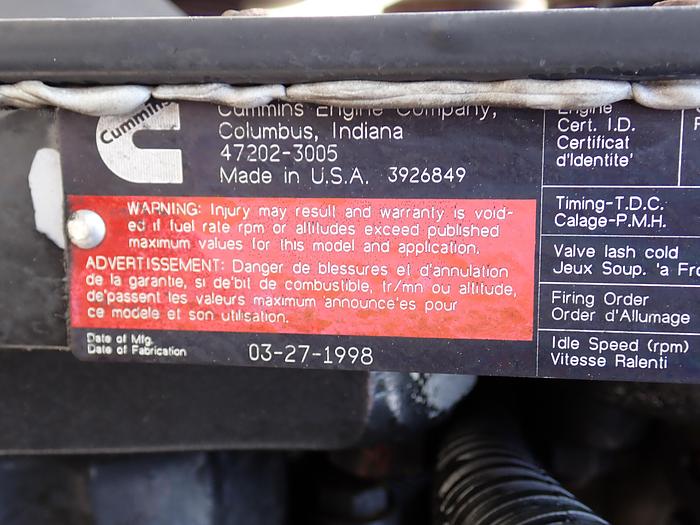 Cummins
Cummins Engine Company,
Columbus, Indiana
47202-3005
Made in U.S.A. 3926849
WARNING: Injury may result and warranty is void-
ed if fuel rate rpm or altitudes exceed published
maximum values for this model and application.
ADVERTISSEMENT: Danger de blessures et d'annulation
de la garantie, si de'bit de combustible, tr/mn ou altitude,
de'passent les valeurs maximum 'announce'es pour
ce modele et son utilisation.
Date of Mfg.
Date of Fabrication
03-27-1998
Engine
Cert. I.D.
Certificat
d'Identite'
Timing-T.D.C.
Calage-P.M.H.
Valve lash cold
Jeux Soup. 'a Fro
Firing Order
Order d'Allumage
Idle Speed (rpm)
Vitesse Ralenti